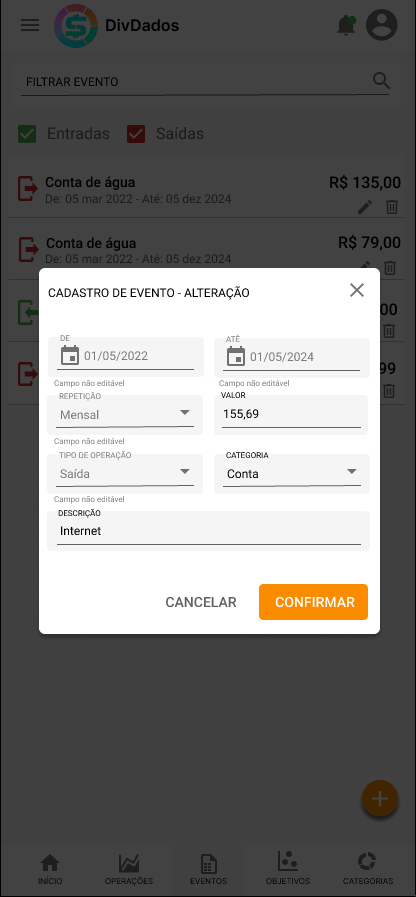 DivDados
FILTRAR EVENTO
Entradas Saídas
Conta de água R$ 135,00
De: 05 mar 2022 - Até: 05 dez 2024
Conta de água R$ 79,00
De: 05 mar 2022 - Até: 05 dez 2024
CADASTRO DE EVENTO - ALTERAÇÃO
00
99
DE ATÉ
01/05/2022 01/05/2024
Campo não editável Campo não editável
REPETIÇÃO VALOR
Mensal 155,69
Campo não editável
TIPO DE OPERAÇÃO CATEGORIA
Saída Conta
Campo não editável
DESCRIÇÃO
Internet
CANCELAR CONFIRMAR
INÍCIO OPERAÇÕES EVENTOS OBJETIVOS CATEGORIAS